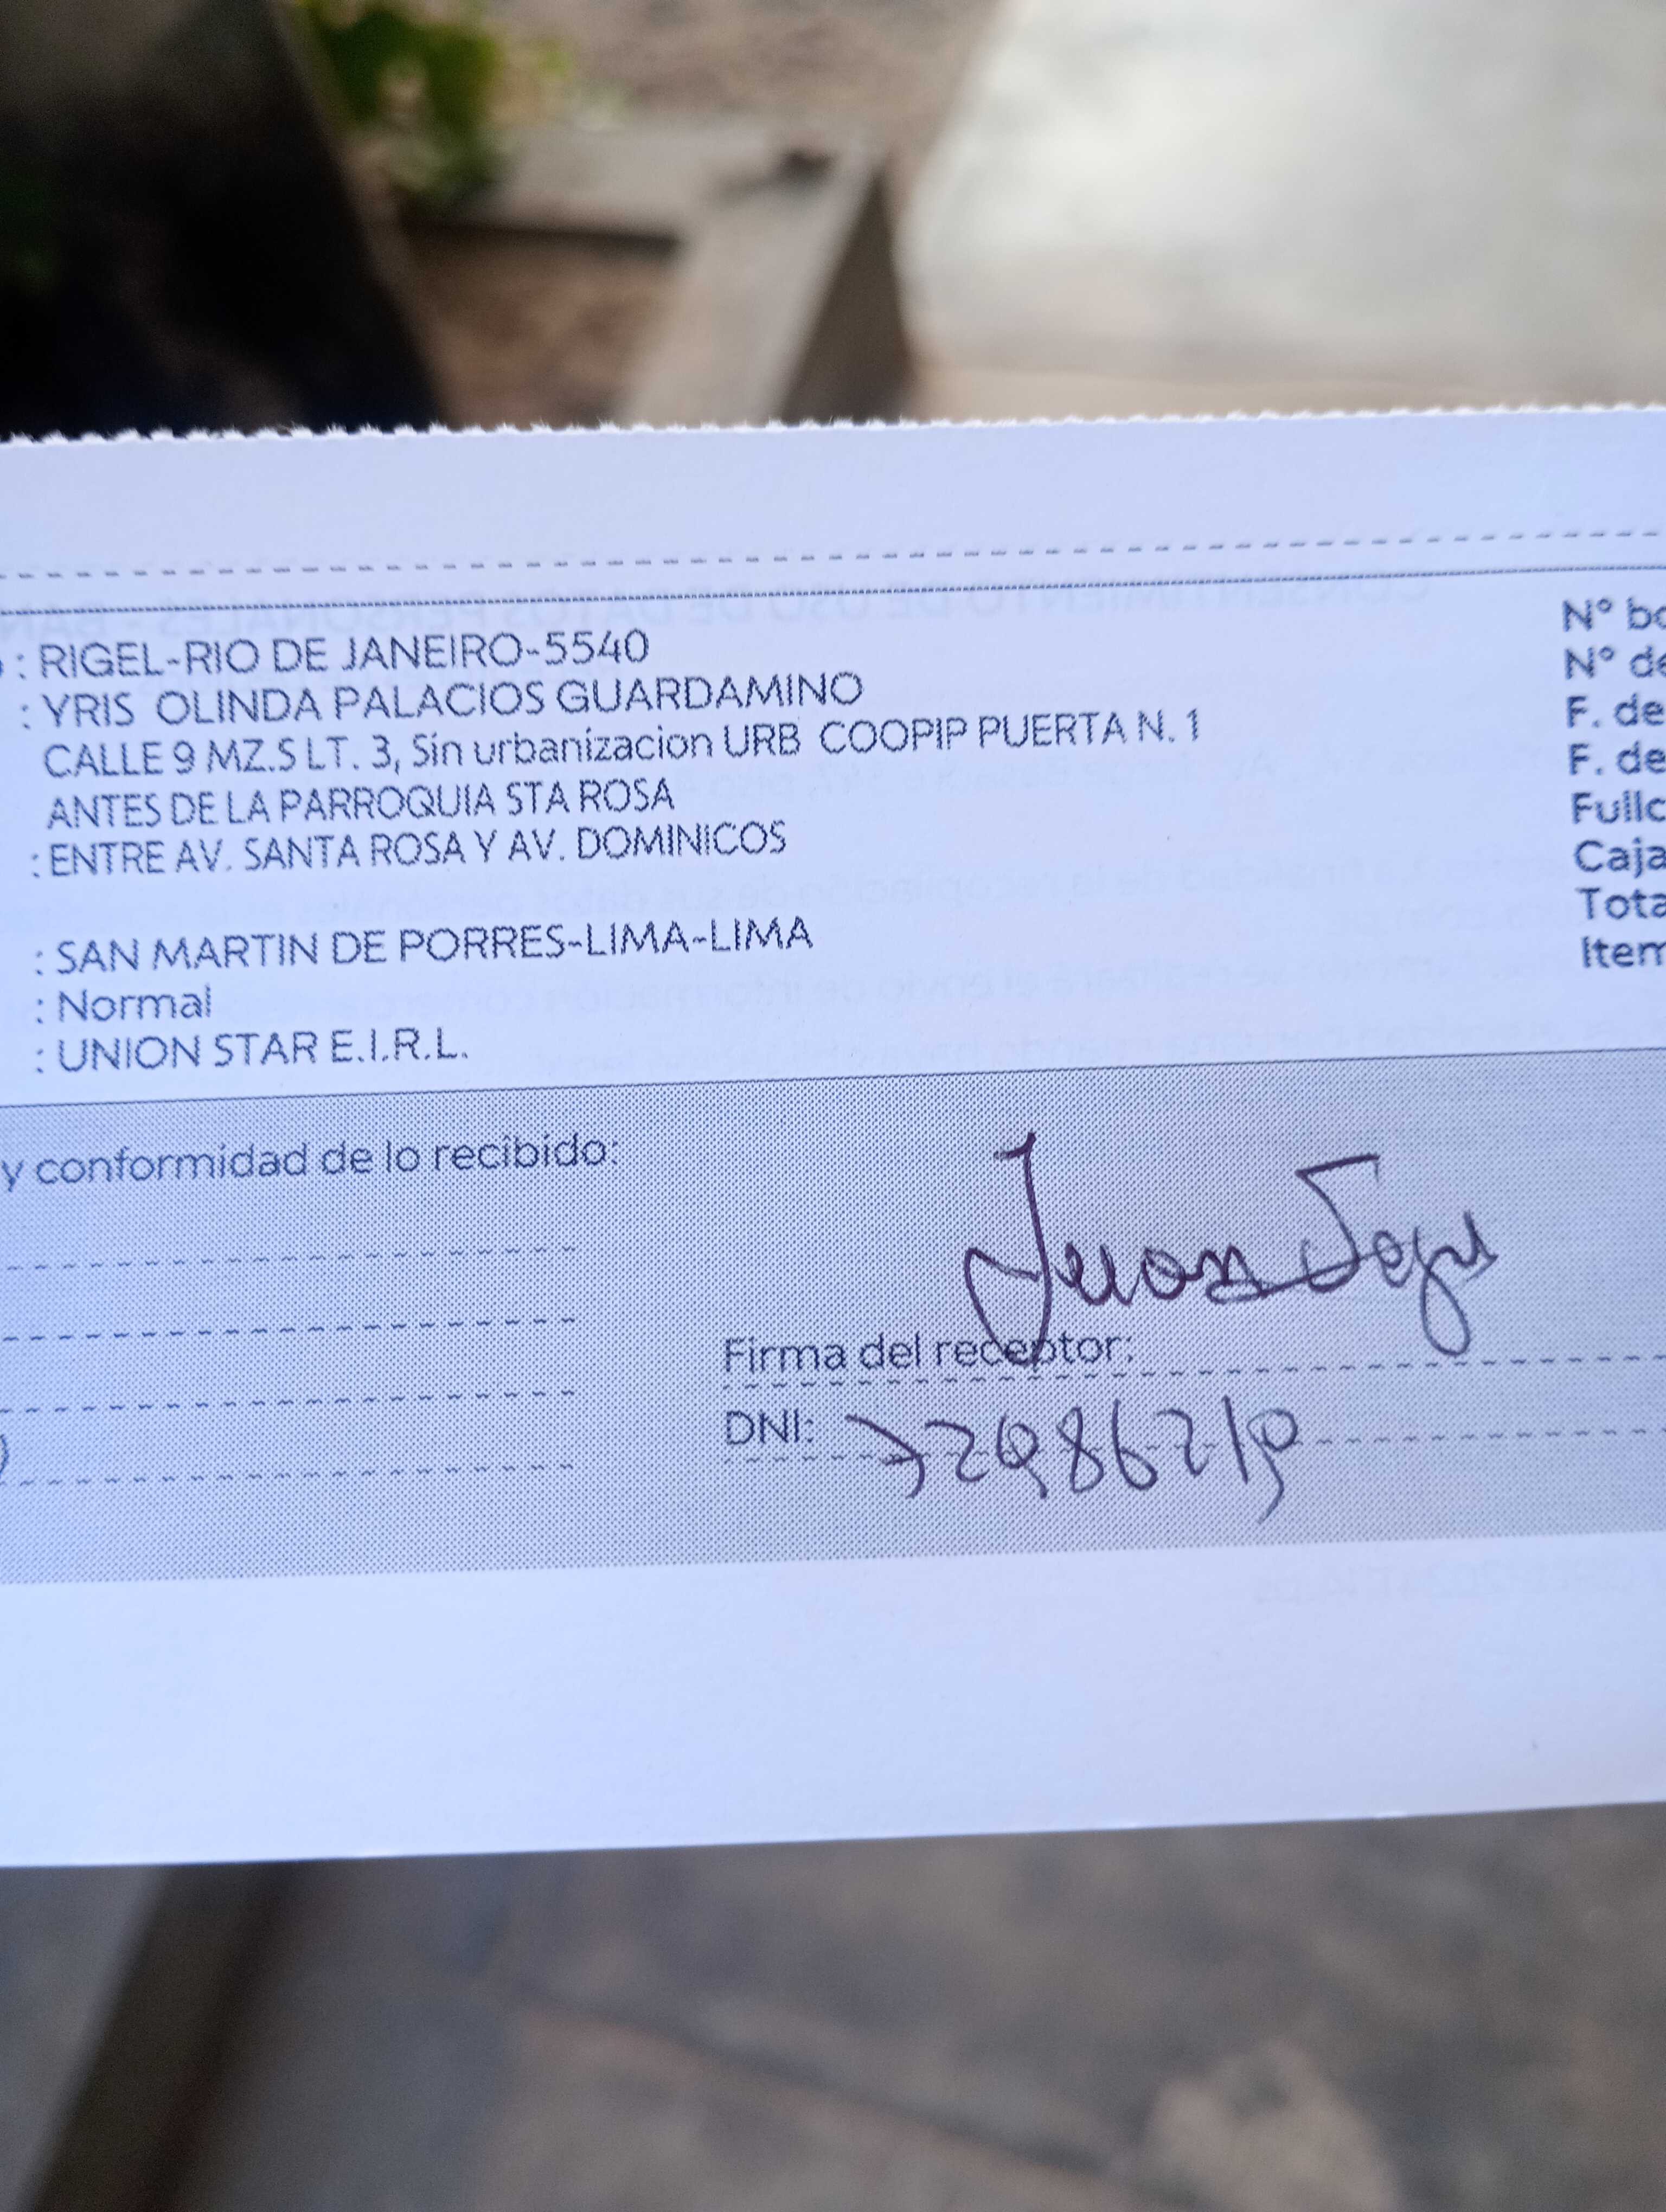 : RIGEL-RIO DE JANEIRO-5540
: YRIS OLINDA PALACIOS GUARDAMINO
CALLE 9 MZ.S LT. 3, Sin urbanizacion URB COOPIP PUERTA N. 1
ANTES DE LA PARROQUIA STA ROSA
: ENTRE AV. SANTA ROSA Y AV. DOMINICOS
: SAN MARTIN DE PORRES-LIMA-LIMA
: Normal
: UNION STAR E.I.R.L.
N° bo
N° de
F. de
F. de
Fullc
Caja
Tota
Item
y conformidad de lo recibido:
Juan
Firma del receptor:
DNI: 72986219